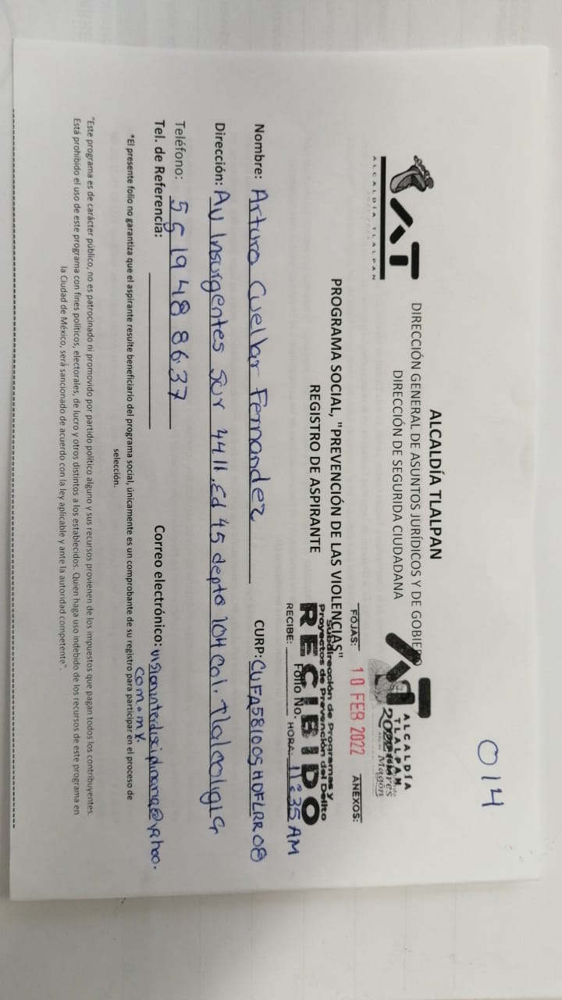 014
ALCALDÍA TLALPAN
ALCALDÍA TLALPAN
DIRECCIÓN GENERAL DE ASUNTOS JURÍDICOS Y DE GOBIERNO
DIRECCIÓN DE SEGURIDA CIUDADANA
ALCALDÍA
TLALPAN
2022
Magón
PROGRAMA SOCIAL, "PREVENCIÓN DE LAS VIOLENCIAS"
REGISTRO DE ASPIRANTE
FOJAS: 10 FEB 2022 ANEXOS:
Subdirección de Programas y
Proyectos de Prevención del Delito
RECIBIDO
Folio No.
RECIBE: HORA: 11:35 AM
Nombre: Arturo Cuellar Fernandez CURP: CUFA581005HDFLRR08
Dirección: Av Insurgentes Sur 4411, Ed 45 depto 104 Col. Tlalcoligia
Teléfono: 55 19 48 86 37
Tel. de Referencia: Correo electrónico: visioninterdisciplinaria@yahoo.
com.mx.
*El presente folio no garantiza que el aspirante resulte beneficiario del programa social, únicamente es un comprobante de su registro para participar en el proceso de
selección.
"Este programa es de carácter público, no es patrocinado ni promovido por partido político alguno y sus recursos provienen de los impuestos que pagan todos los contribuyentes.
Está prohibido el uso de este programa con fines políticos, electorales, de lucro y otros distintos a los establecidos. Quien haga uso indebido de los recursos de este programa en
la Ciudad de México, será sancionado de acuerdo con la ley aplicable y ante la autoridad competente".